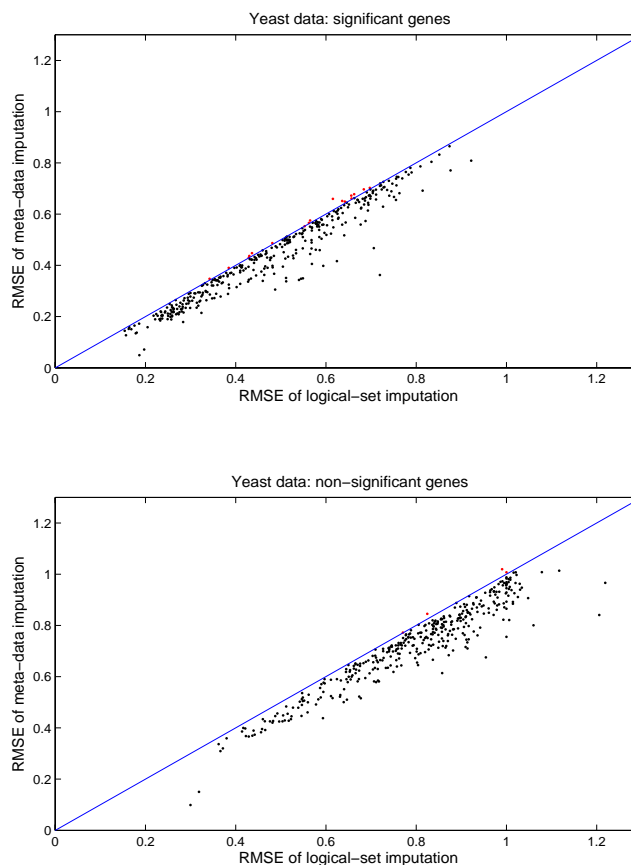 Yeast data: significant genes
1.2
1
0.8
0.6
0.4
0.2
0
0 0.2 0.4 0.6 0.8 1 1.2
RMSE of meta−data imputation
RMSE of logical−set imputation
Yeast data: non−significant genes
1.2
1
0.8
0.6
0.4
0.2
0
0 0.2 0.4 0.6 0.8 1 1.2
RMSE of meta−data imputation
RMSE of logical−set imputation